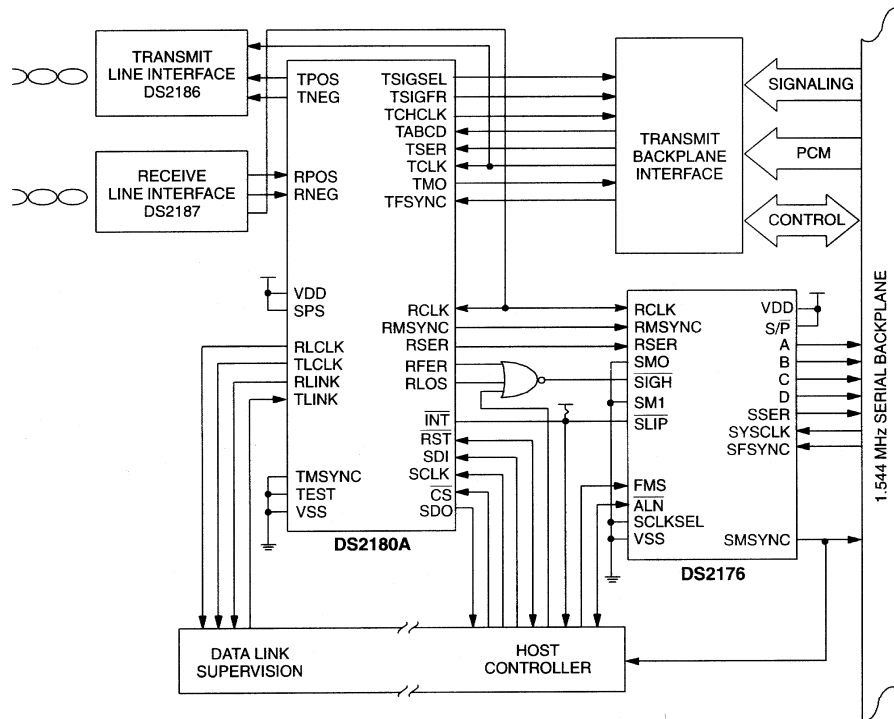 TRANSMIT
LINE INTERFACE
DS2186
RECEIVE
LINE INTERFACE
DS2187
TPOS
TNEG
RPOS
RNEG
VDD
SPS
RLCLK
TLCLK
RLINK
TLINK
TMSYNC
TEST
VSS
TSIGSEL
TSIGFR
TCHCLK
TABCD
TSER
TCLK
TMO
TFSYNC
RCLK
RMSYNC
RSER
RFER
RLOS
INT
RST
SDI
SCLK
CS
SDO
DS2180A
TRANSMIT
BACKPLANE
INTERFACE
SIGNALING
PCM
CONTROL
RCLK
RMSYNC
RSER
SMO
SIGH
SM1
SLIP
FMS
ALN
SCLKSEL
VSS
VDD
S/P
A
B
C
D
SSER
SYSCLK
SFSYNC
SMSYNC
DS2176
1.544 MHz SERIAL BACKPLANE
DATA LINK
SUPERVISION
HOST
CONTROLLER